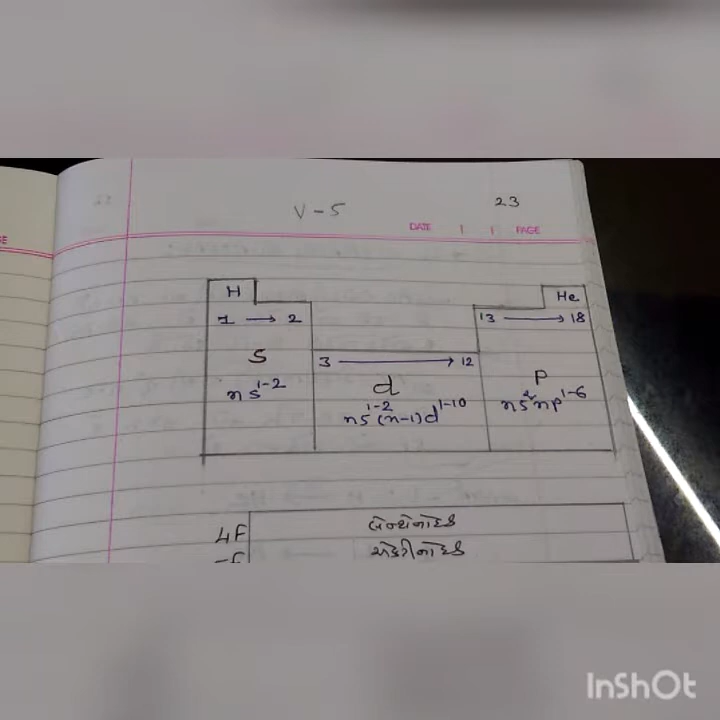 V-5
23
DATE | | PAGE
H
He
1 → 2
13 → 18
S
3 → 12
P
ns¹⁻²
d
ns²np¹⁻⁶
ns¹⁻²(n-1)d¹⁻¹⁰
4F
લેન્થેનાઇડ
એક્ટીનાઇડ
InShOt